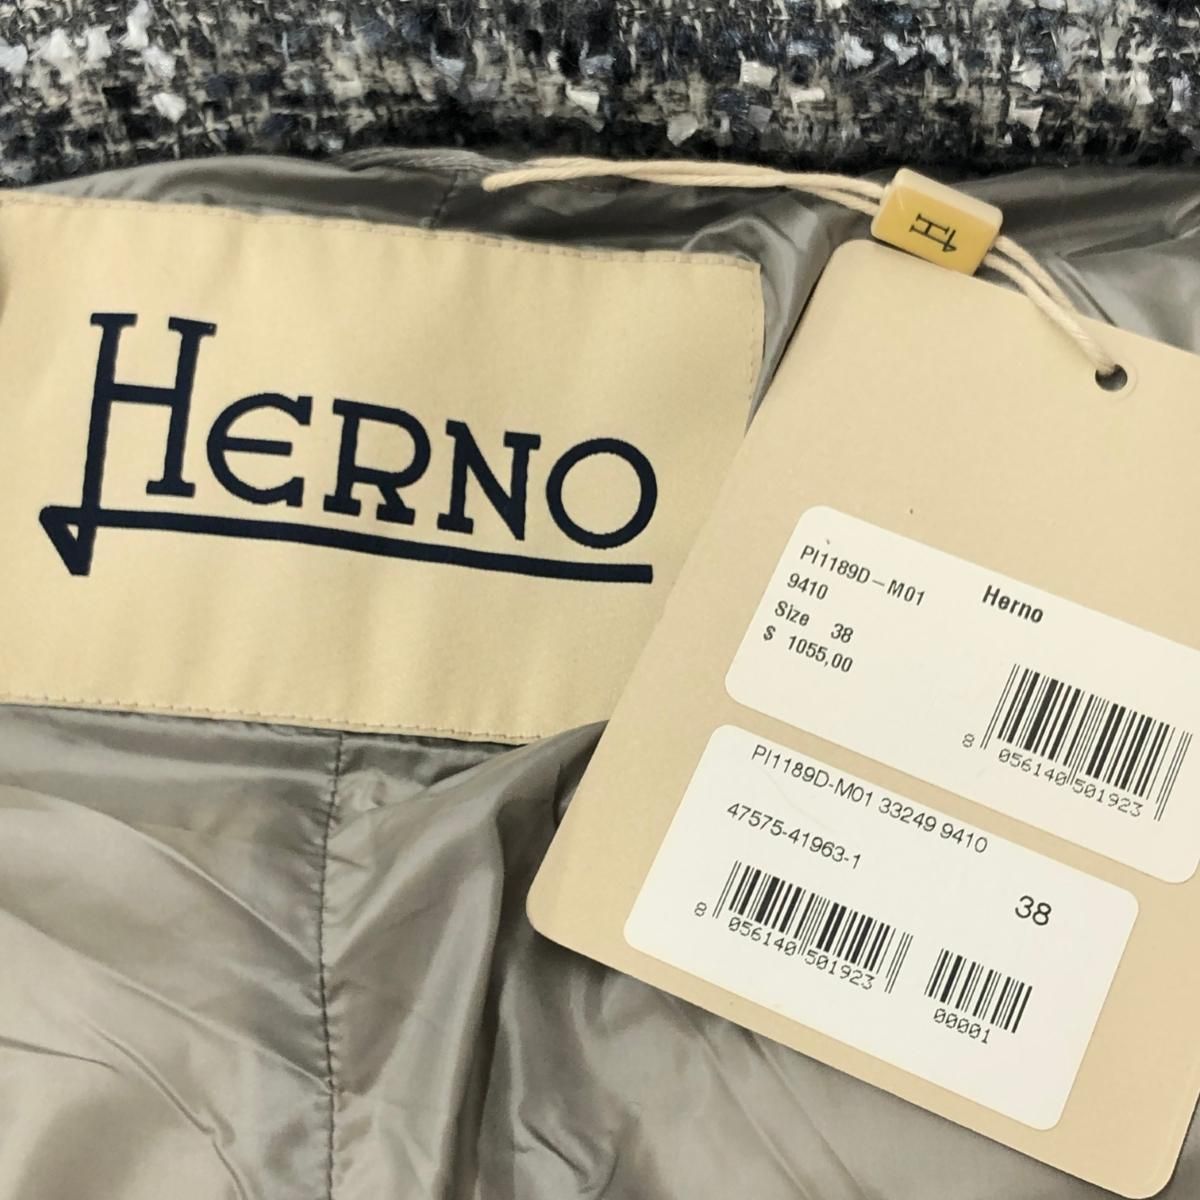 H
HERNO
PI1189D-M01
Herno
9410
Size 38
$ 1055,00
8 056140 501923
PI1189D-M01 33249 9410
47575-41963-1
38
8 056140 501923
00001